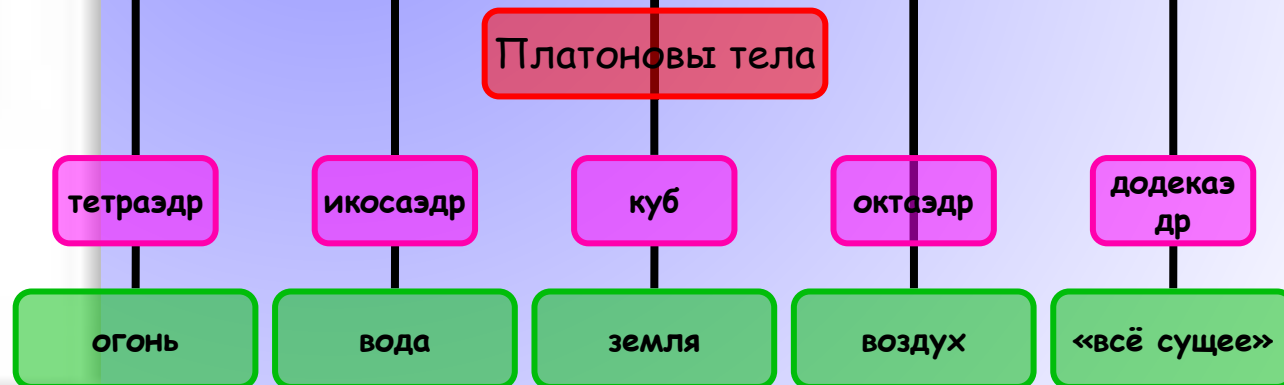 Платоновы тела
тетраэдр
икосаэдр
куб
октаэдр
додекаэ
др
огонь
вода
земля
воздух
«всё сущее»